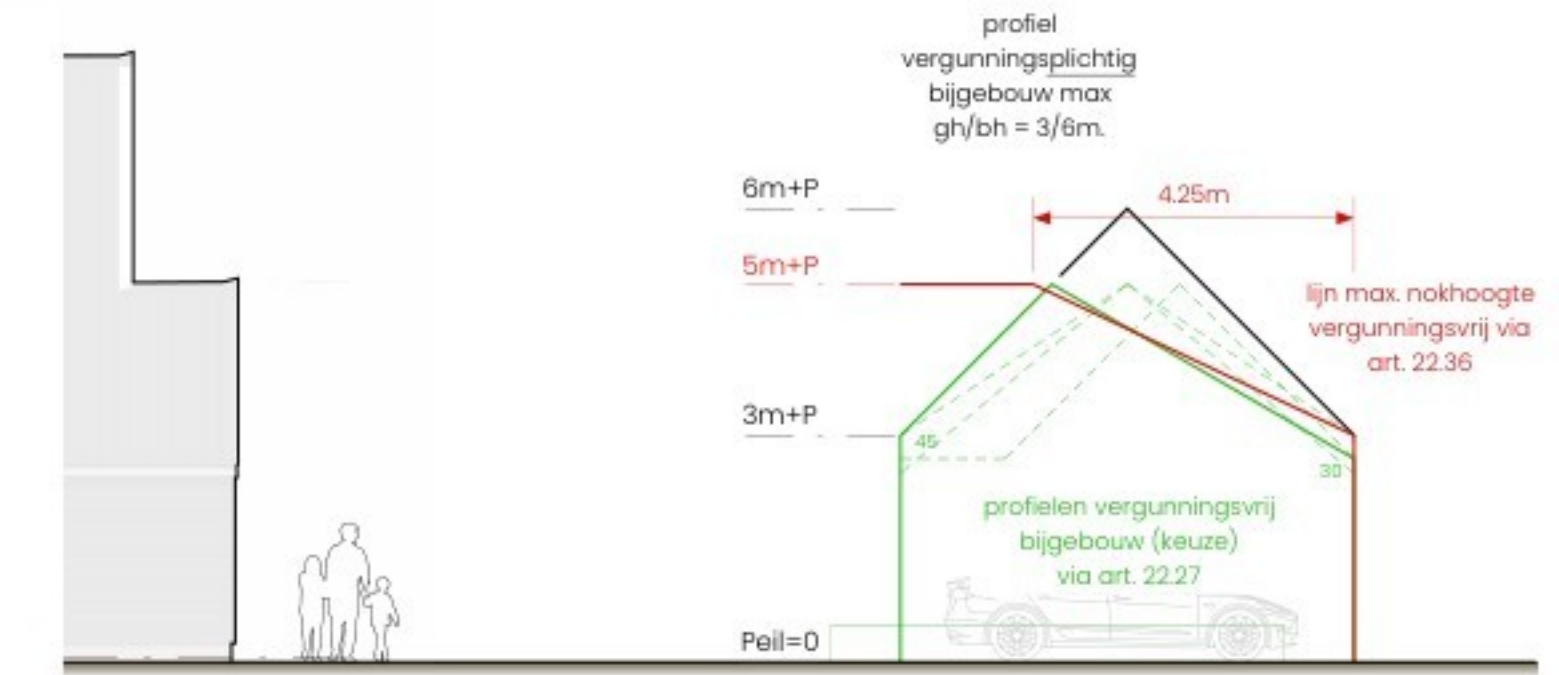 profiel
vergunningsplichtig
bijgebouw max
gh/bh = 3/6m.
6m+P
4.25m
5m+P
lijn max. nokhoogte
vergunningsvrij via
art. 22.36
3m+P
45
30
profielen vergunningsvrij
bijgebouw (keuze)
via art. 22.27
Peil=0